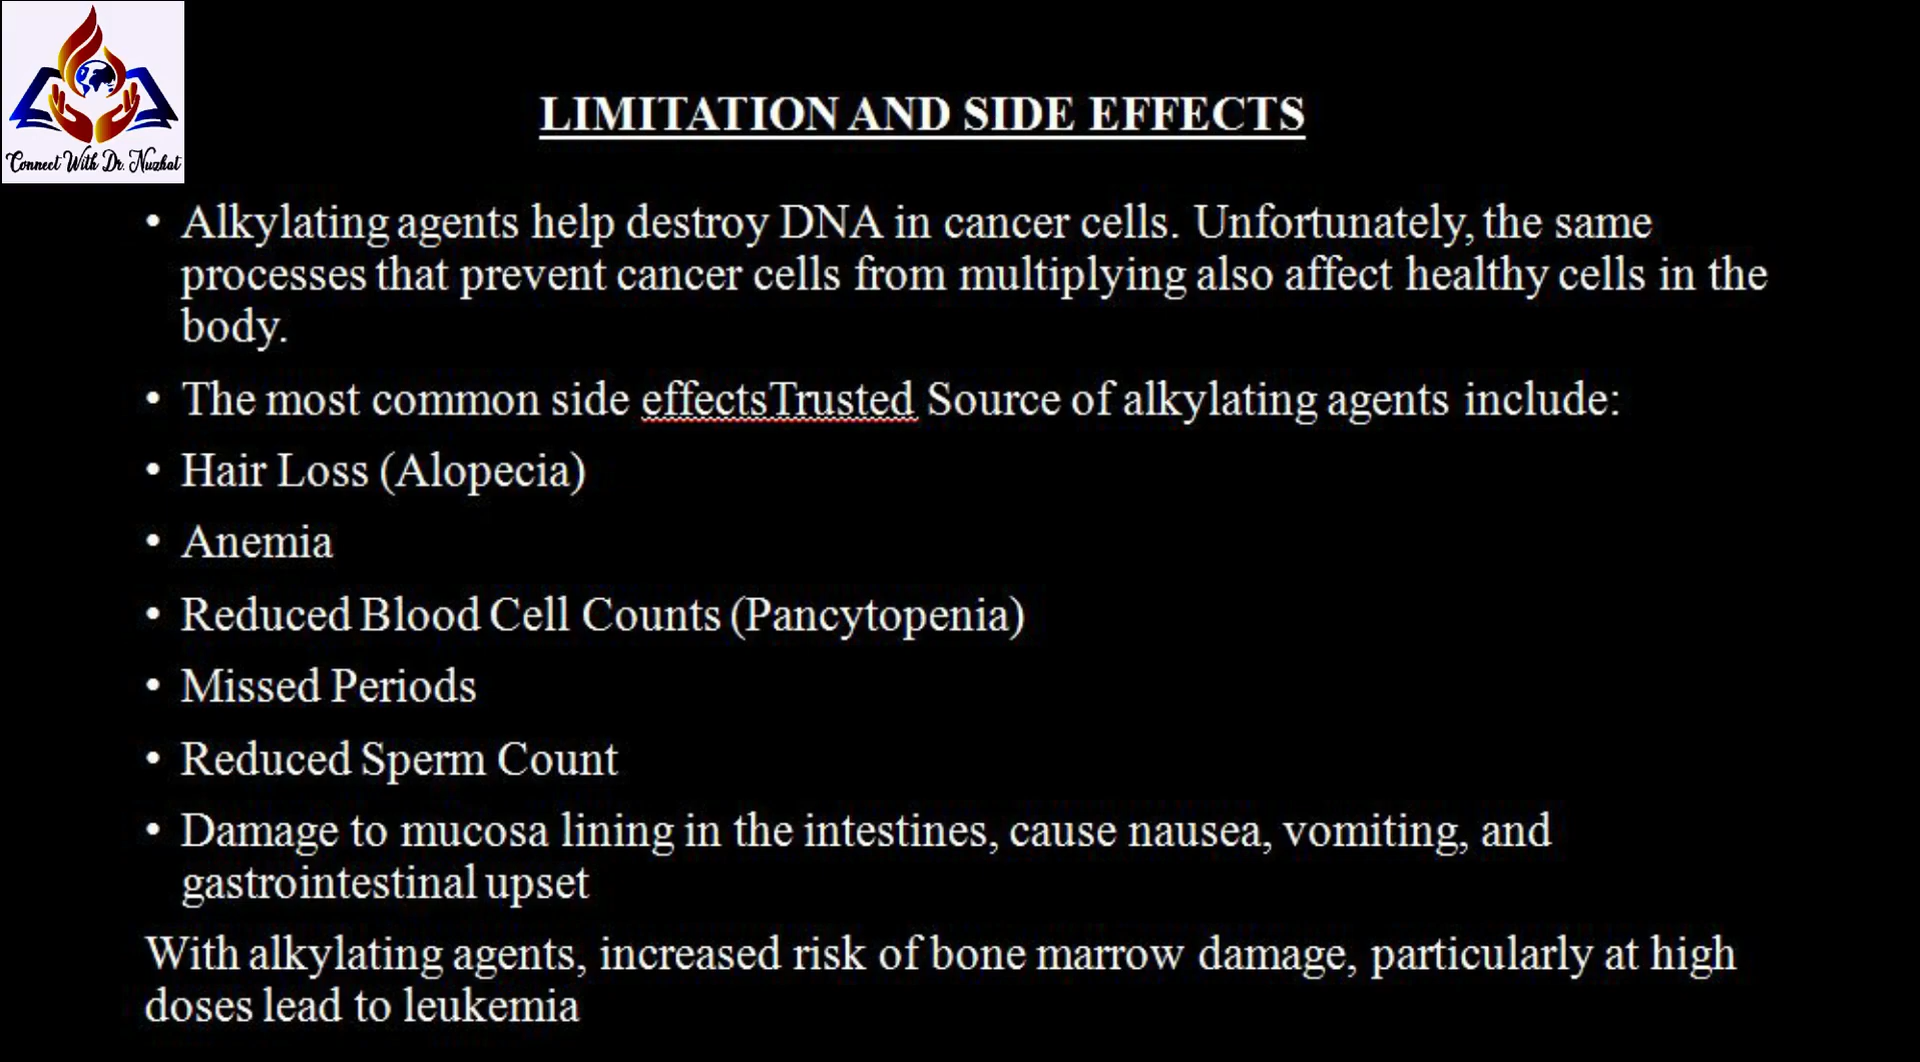 Connect With Dr. Nuzhat
LIMITATION AND SIDE EFFECTS
• Alkylating agents help destroy DNA in cancer cells. Unfortunately, the same
processes that prevent cancer cells from multiplying also affect healthy cells in the
body.
• The most common side effectsTrusted Source of alkylating agents include:
• Hair Loss (Alopecia)
• Anemia
• Reduced Blood Cell Counts (Pancytopenia)
• Missed Periods
• Reduced Sperm Count
• Damage to mucosa lining in the intestines, cause nausea, vomiting, and
gastrointestinal upset
With alkylating agents, increased risk of bone marrow damage, particularly at high
doses lead to leukemia